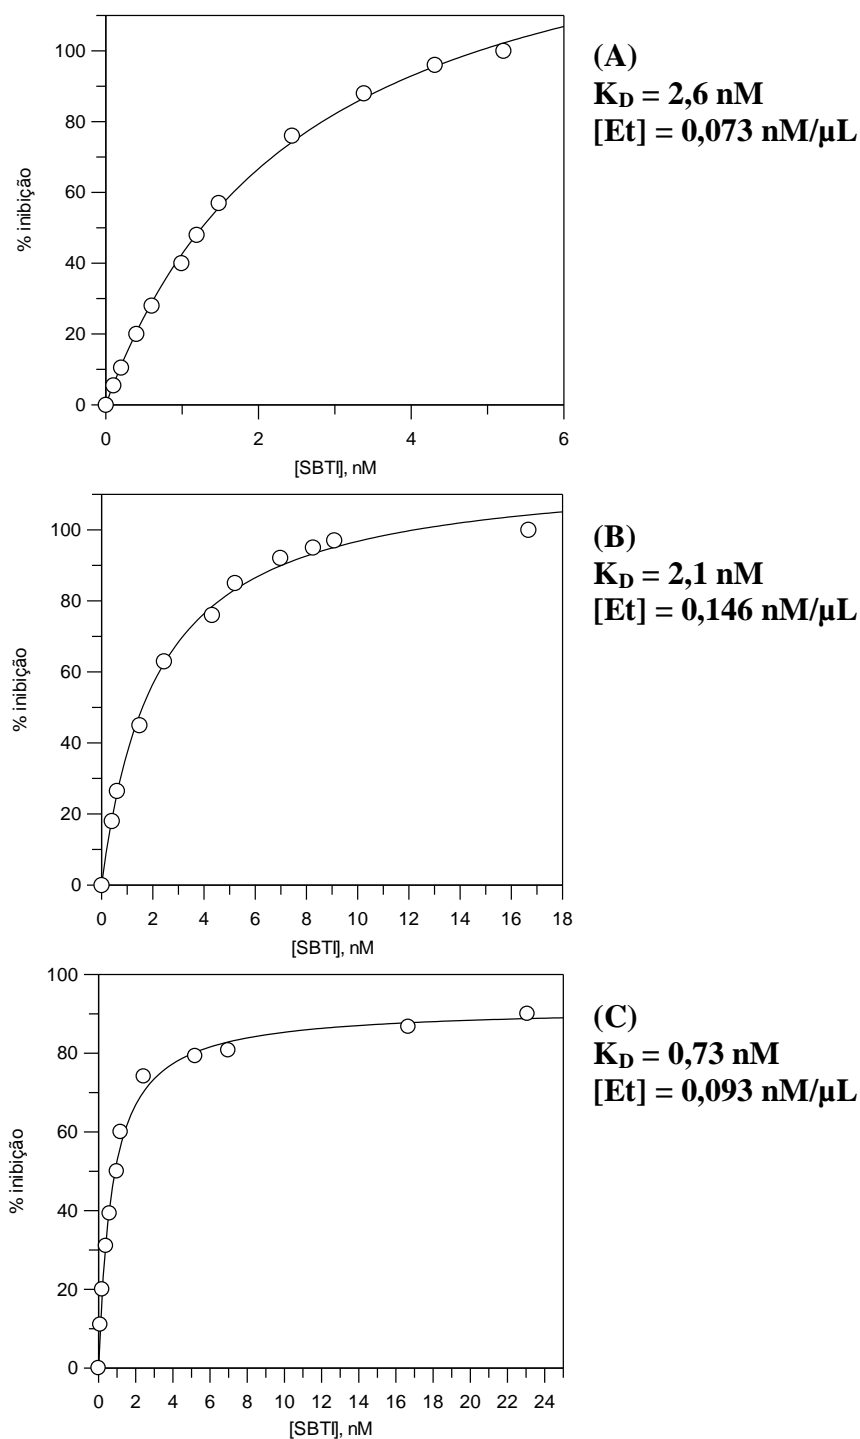 100
80
60
40
20
0
% inibição
0
2
4
6
[SBTI], nM
(A)
K_D = 2,6 nM
[Et] = 0,073 nM/µL
100
80
60
40
20
0
% inibição
0 2 4 6 8 10 12 14 16 18
[SBTI], nM
(B)
K_D = 2,1 nM
[Et] = 0,146 nM/µL
100
80
60
40
20
0
% inibição
0 2 4 6 8 10 12 14 16 18 20 22 24
[SBTI], nM
(C)
K_D = 0,73 nM
[Et] = 0,093 nM/µL